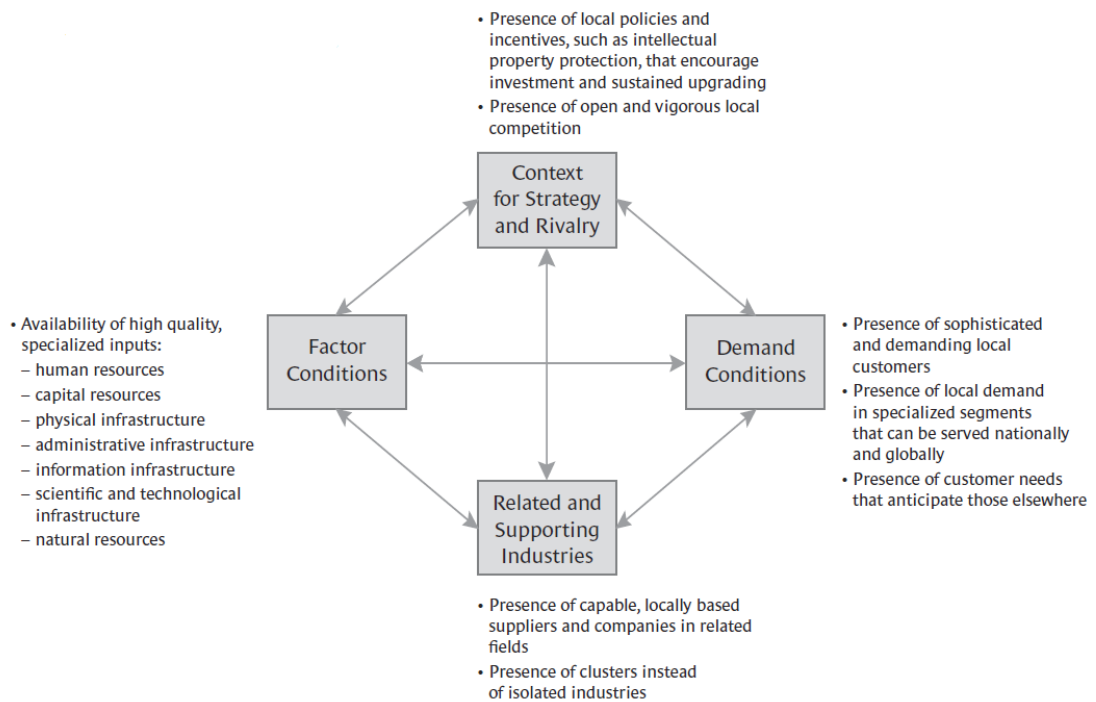 • Presence of local policies and
incentives, such as intellectual
property protection, that encourage
investment and sustained upgrading
• Presence of open and vigorous local
competition
Context
for Strategy
and Rivalry
• Availability of high quality,
specialized inputs:
– human resources
– capital resources
– physical infrastructure
– administrative infrastructure
– information infrastructure
– scientific and technological
infrastructure
– natural resources
Factor
Conditions
Demand
Conditions
• Presence of sophisticated
and demanding local
customers
• Presence of local demand
in specialized segments
that can be served nationally
and globally
• Presence of customer needs
that anticipate those elsewhere
Related and
Supporting
Industries
• Presence of capable, locally based
suppliers and companies in related
fields
• Presence of clusters instead
of isolated industries